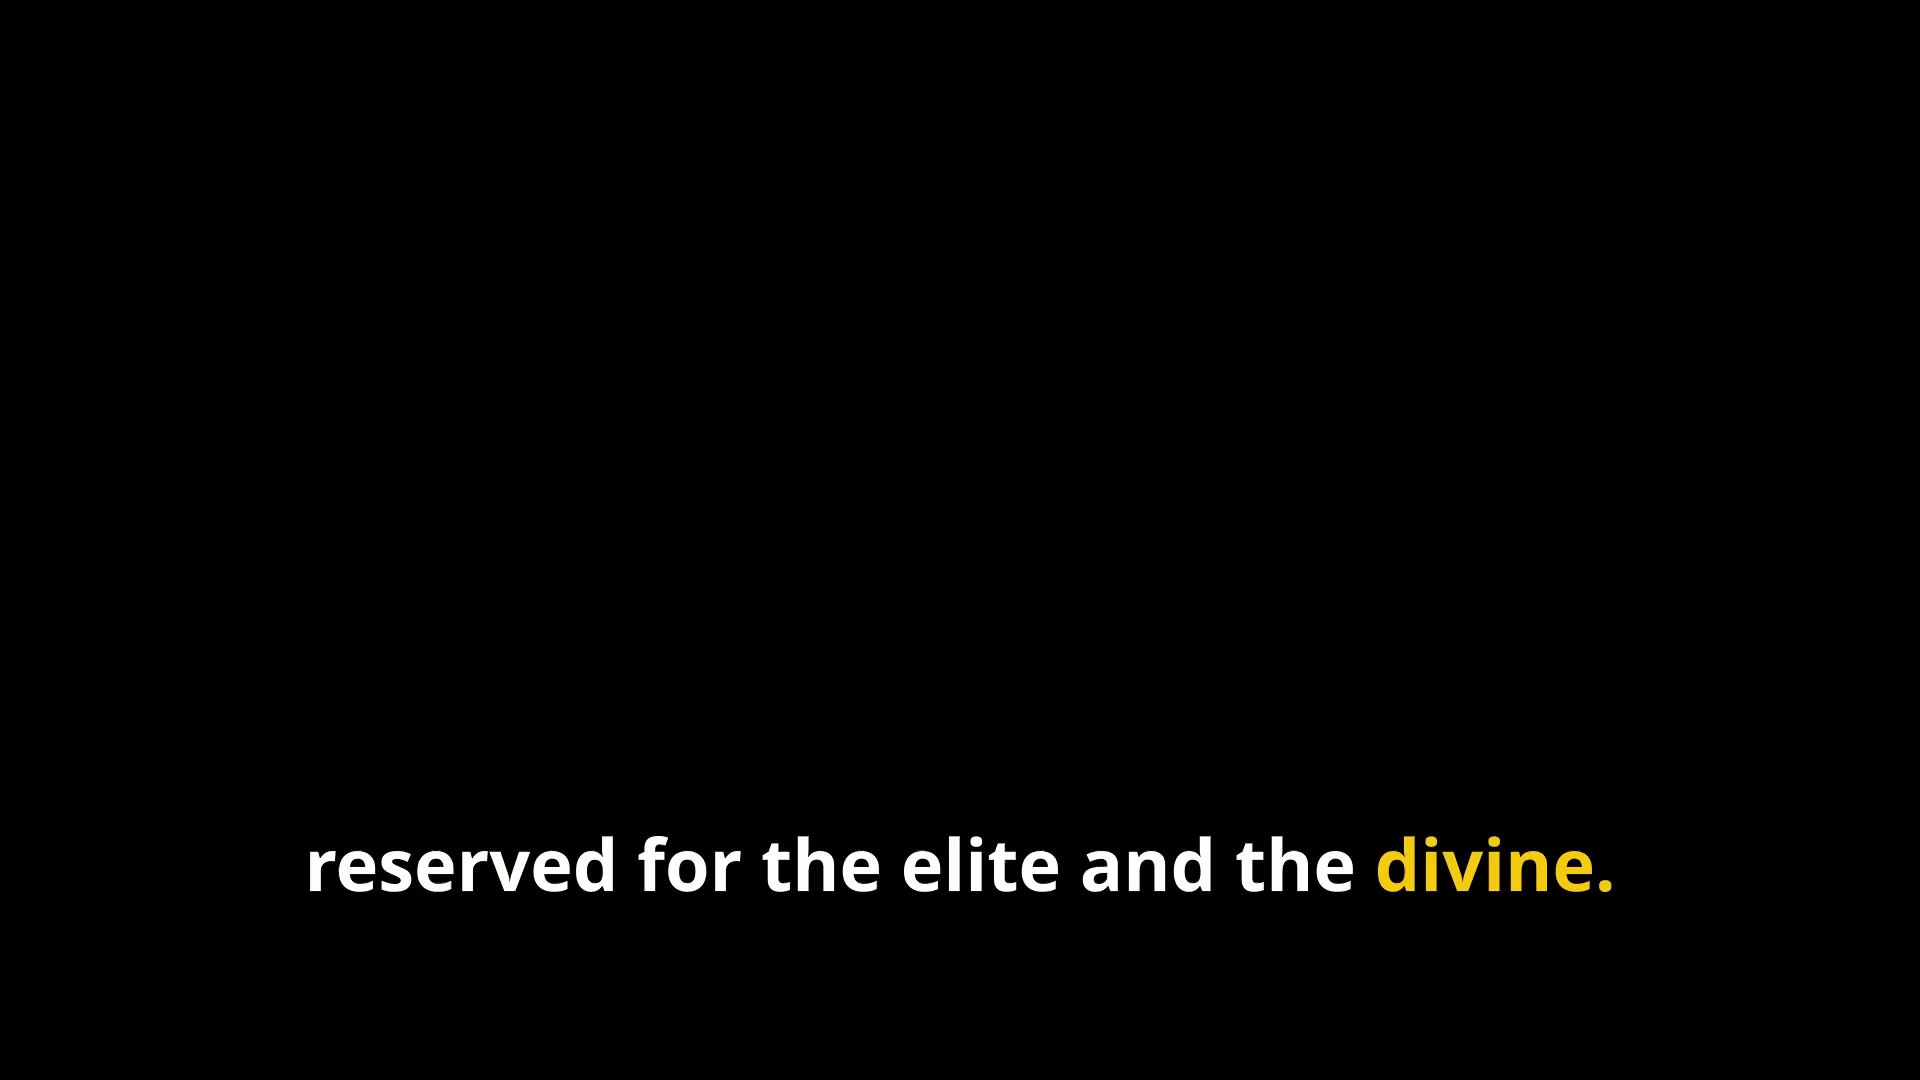 reserved for the elite and the divine.